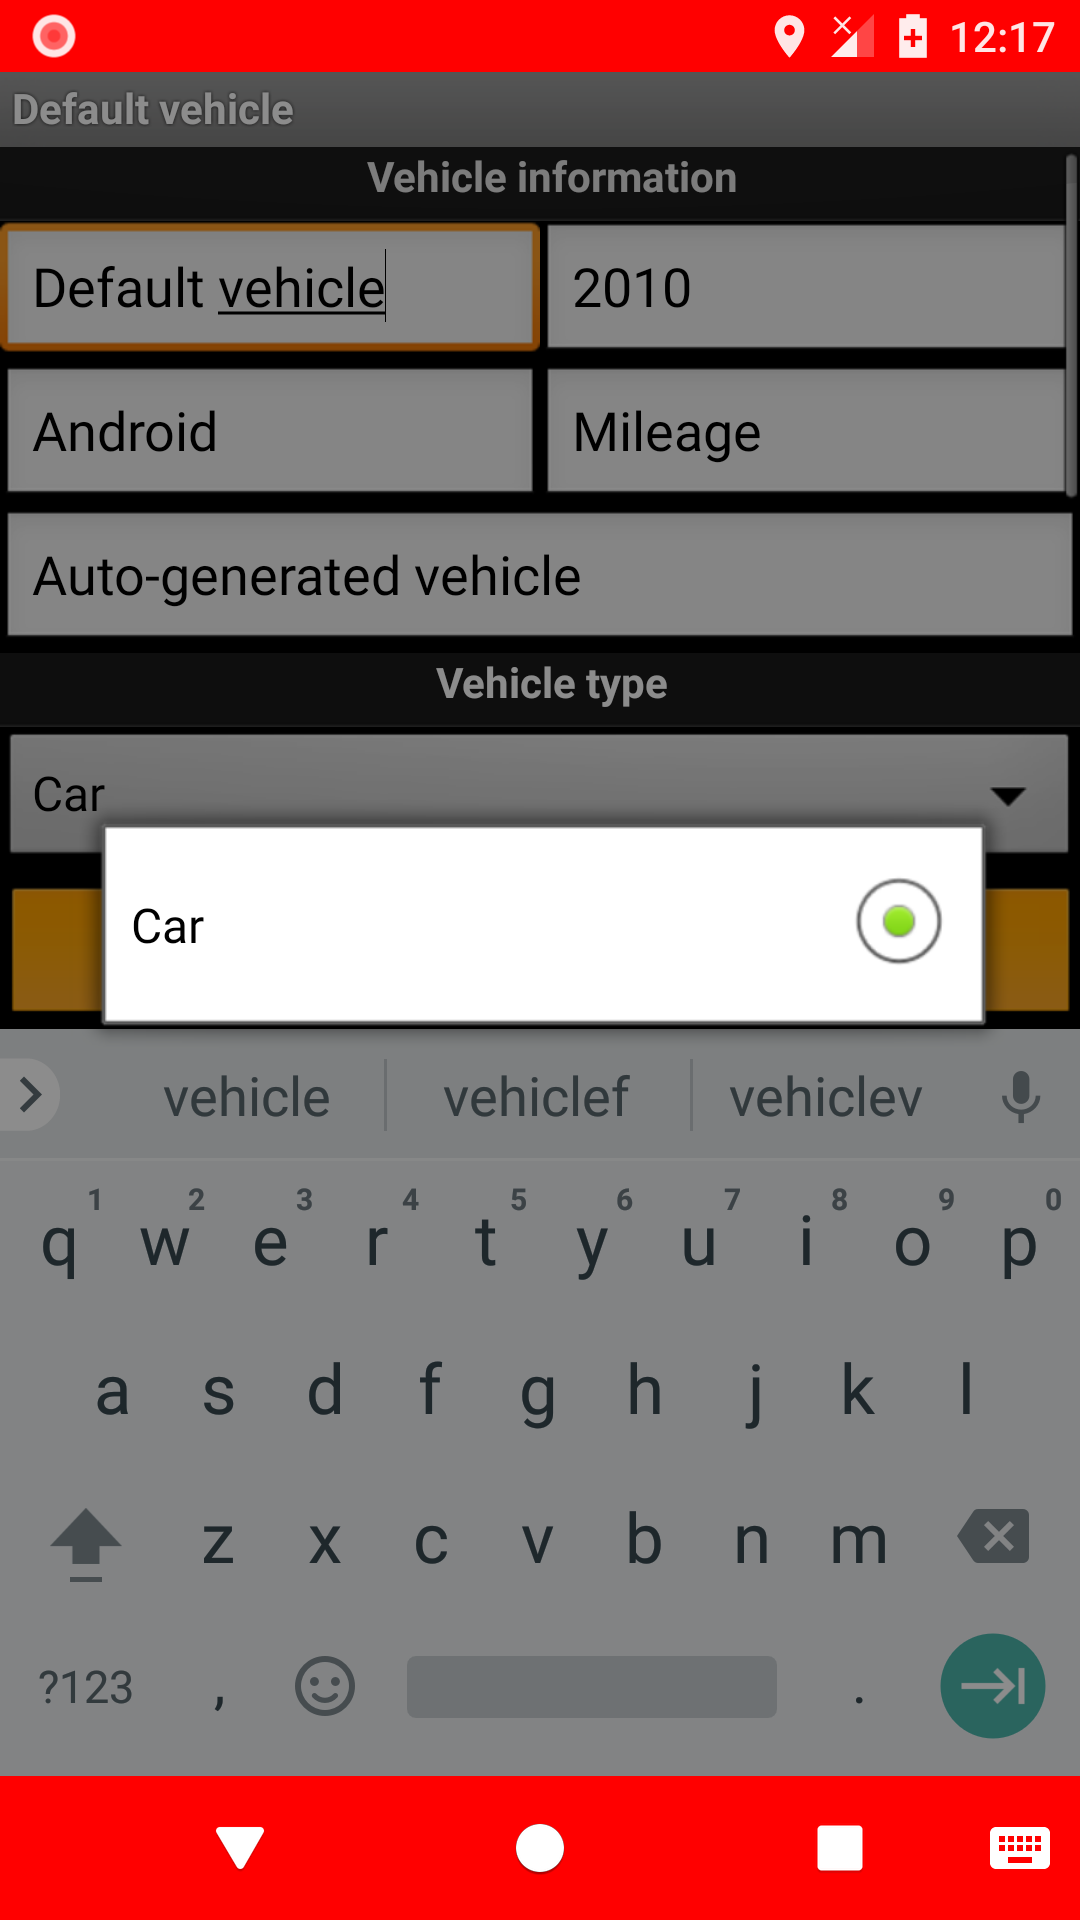 12:17
Default vehicle
Vehicle information
Default vehicle 2010
Android Mileage
Auto-generated vehicle
Vehicle type
Car
Car
vehicle vehiclef vehiclev
1 2 3 4 5 6 7 8 9 0
q w e r t y u i o p
a s d f g h j k l
z x c v b n m
?123 , .